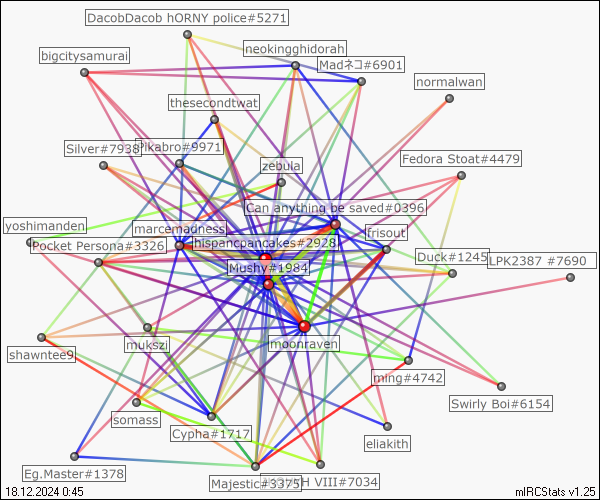 DacobDacob hORNY police#5271
neokingghidorah
bigcitysamurai
Madネコ#6901
normalwan
thesecondtwat
Silver#7938
Pikabro#9971
Fedora Stoat#4479
zebula
Can anything be saved#0396
yoshimanden
marcemadness
frisout
hispancpancakes#2928
Pocket Persona#3326
Duck#1245
LPK2387 #7690
Mushy#1984
moonraven
mukszi
shawntee9
ming#4742
somass
Swirly Boi#6154
Cypha#1717
eliakith
Eg.Master#1378
Majestic#3375
H VIII#7034
18.12.2024 0:45
mIRCStats v1.25